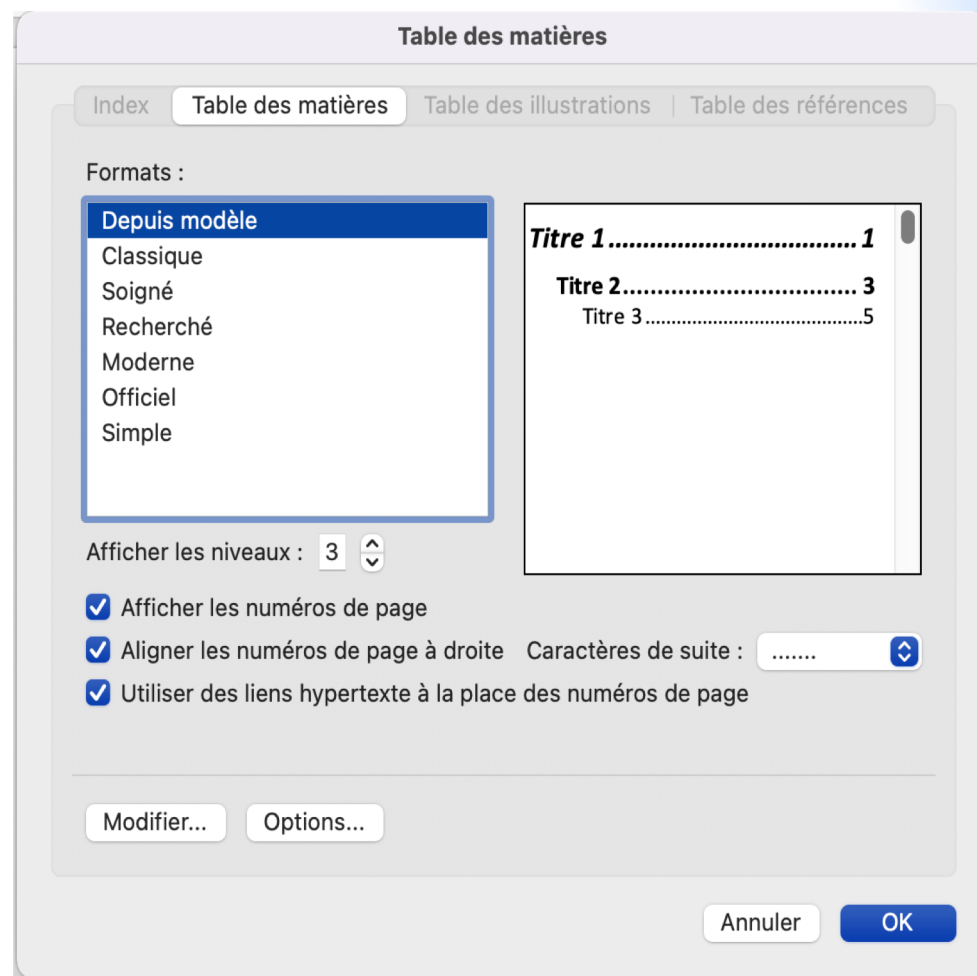 Table des matières
Index Table des matières Table des illustrations Table des références
Formats :
Depuis modèle
Classique
Soigné
Recherché
Moderne
Officiel
Simple
Titre 1.................................... 1
Titre 2.................................. 3
Titre 3..........................................5
Afficher les niveaux : 3
Afficher les numéros de page
Aligner les numéros de page à droite Caractères de suite : .......
Utiliser des liens hypertexte à la place des numéros de page
Modifier... Options...
Annuler OK